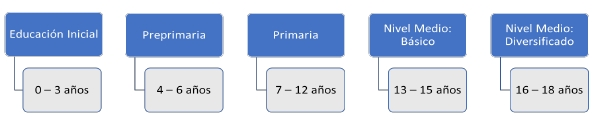 Educación Inicial
0 – 3 años
Preprimaria
4 – 6 años
Primaria
7 – 12 años
Nivel Medio:
Básico
13 – 15 años
Nivel Medio:
Diversificado
16 – 18 años